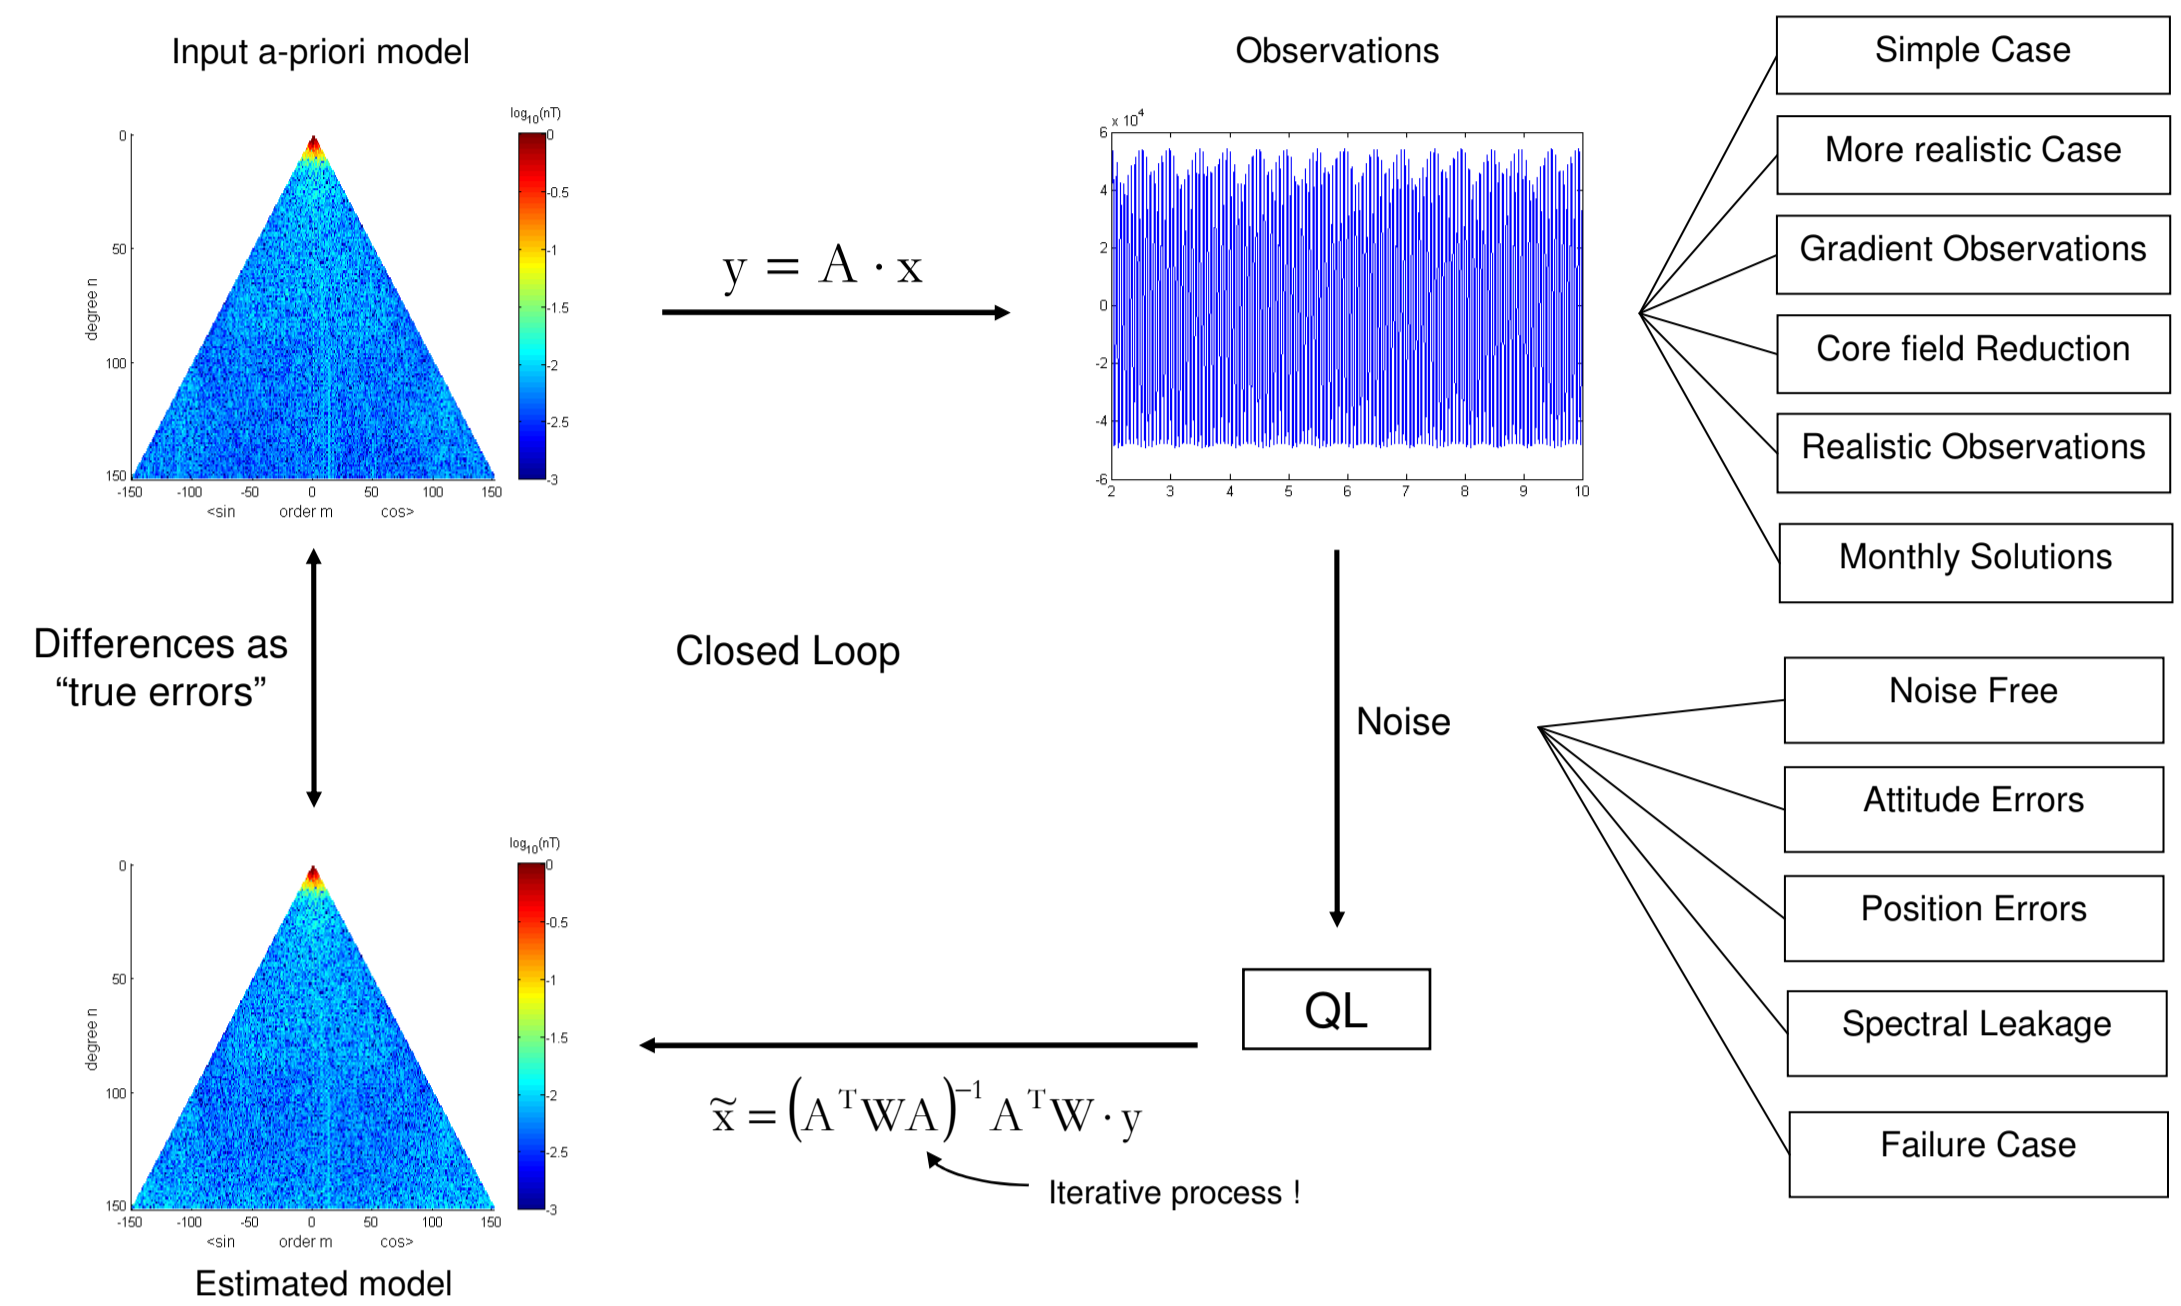 Input a-priori model
log10(nT)
0
50
100
150
degree n
-150 -100 -50 0 50 100 150
<sin order m cos>
0
-0.5
-1
-1.5
-2
-2.5
-3
y = A · x
Observations
x 10^4
6
4
2
0
-2
-4
-6
2 3 4 5 6 7 8 9 10
Simple Case
More realistic Case
Gradient Observations
Core field Reduction
Realistic Observations
Monthly Solutions
Differences as
“true errors”
Closed Loop
Noise
Noise Free
Attitude Errors
Position Errors
Spectral Leakage
Failure Case
QL
x̃ = (A^T WA)^−1 A^T W · y
Iterative process !
log10(nT)
0
50
100
150
degree n
-150 -100 -50 0 50 100 150
<sin order m cos>
0
-0.5
-1
-1.5
-2
-2.5
-3
Estimated model